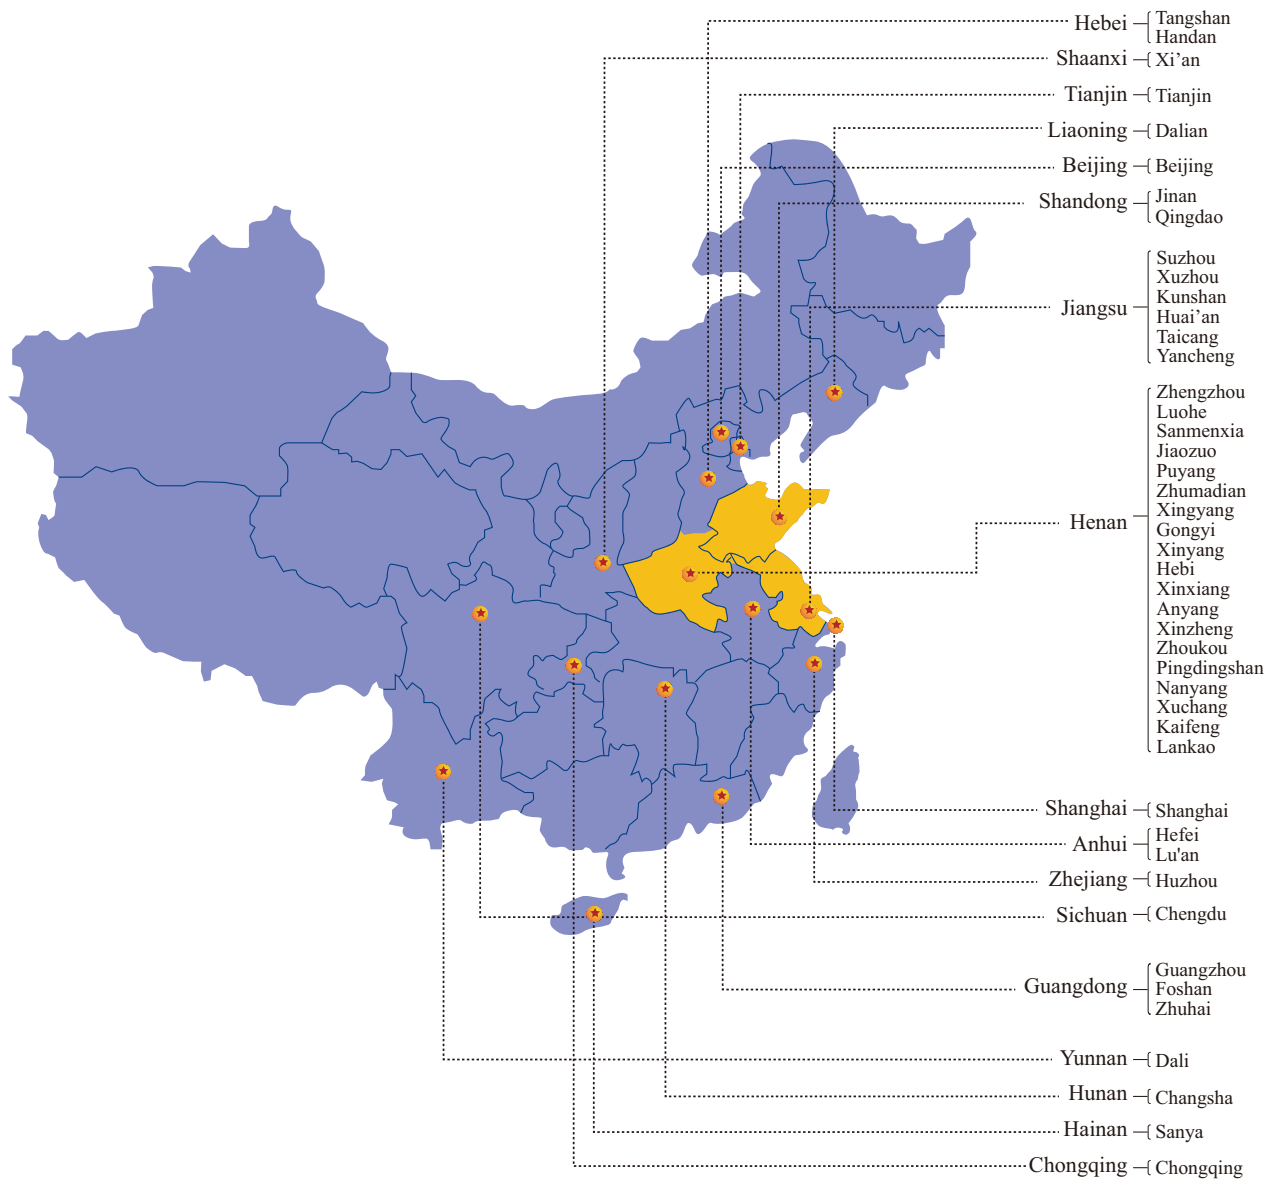 Hebei
Tangshan
Handan
Shaanxi
Xi’an
Tianjin
Tianjin
Liaoning
Dalian
Beijing
Beijing
Shandong
Jinan
Qingdao
Jiangsu
Suzhou
Xuzhou
Kunshan
Huai’an
Taicang
Yancheng
Henan
Zhengzhou
Luohe
Sanmenxia
Jiaozuo
Puyang
Zhumadian
Xingyang
Gongyi
Xinyang
Hebi
Xinxiang
Anyang
Xinzheng
Zhoukou
Pingdingshan
Nanyang
Xuchang
Kaifeng
Lankao
Shanghai
Shanghai
Anhui
Hefei
Lu'an
Zhejiang
Huzhou
Sichuan
Chengdu
Guangdong
Guangzhou
Foshan
Zhuhai
Yunnan
Dali
Hunan
Changsha
Hainan
Sanya
Chongqing
Chongqing